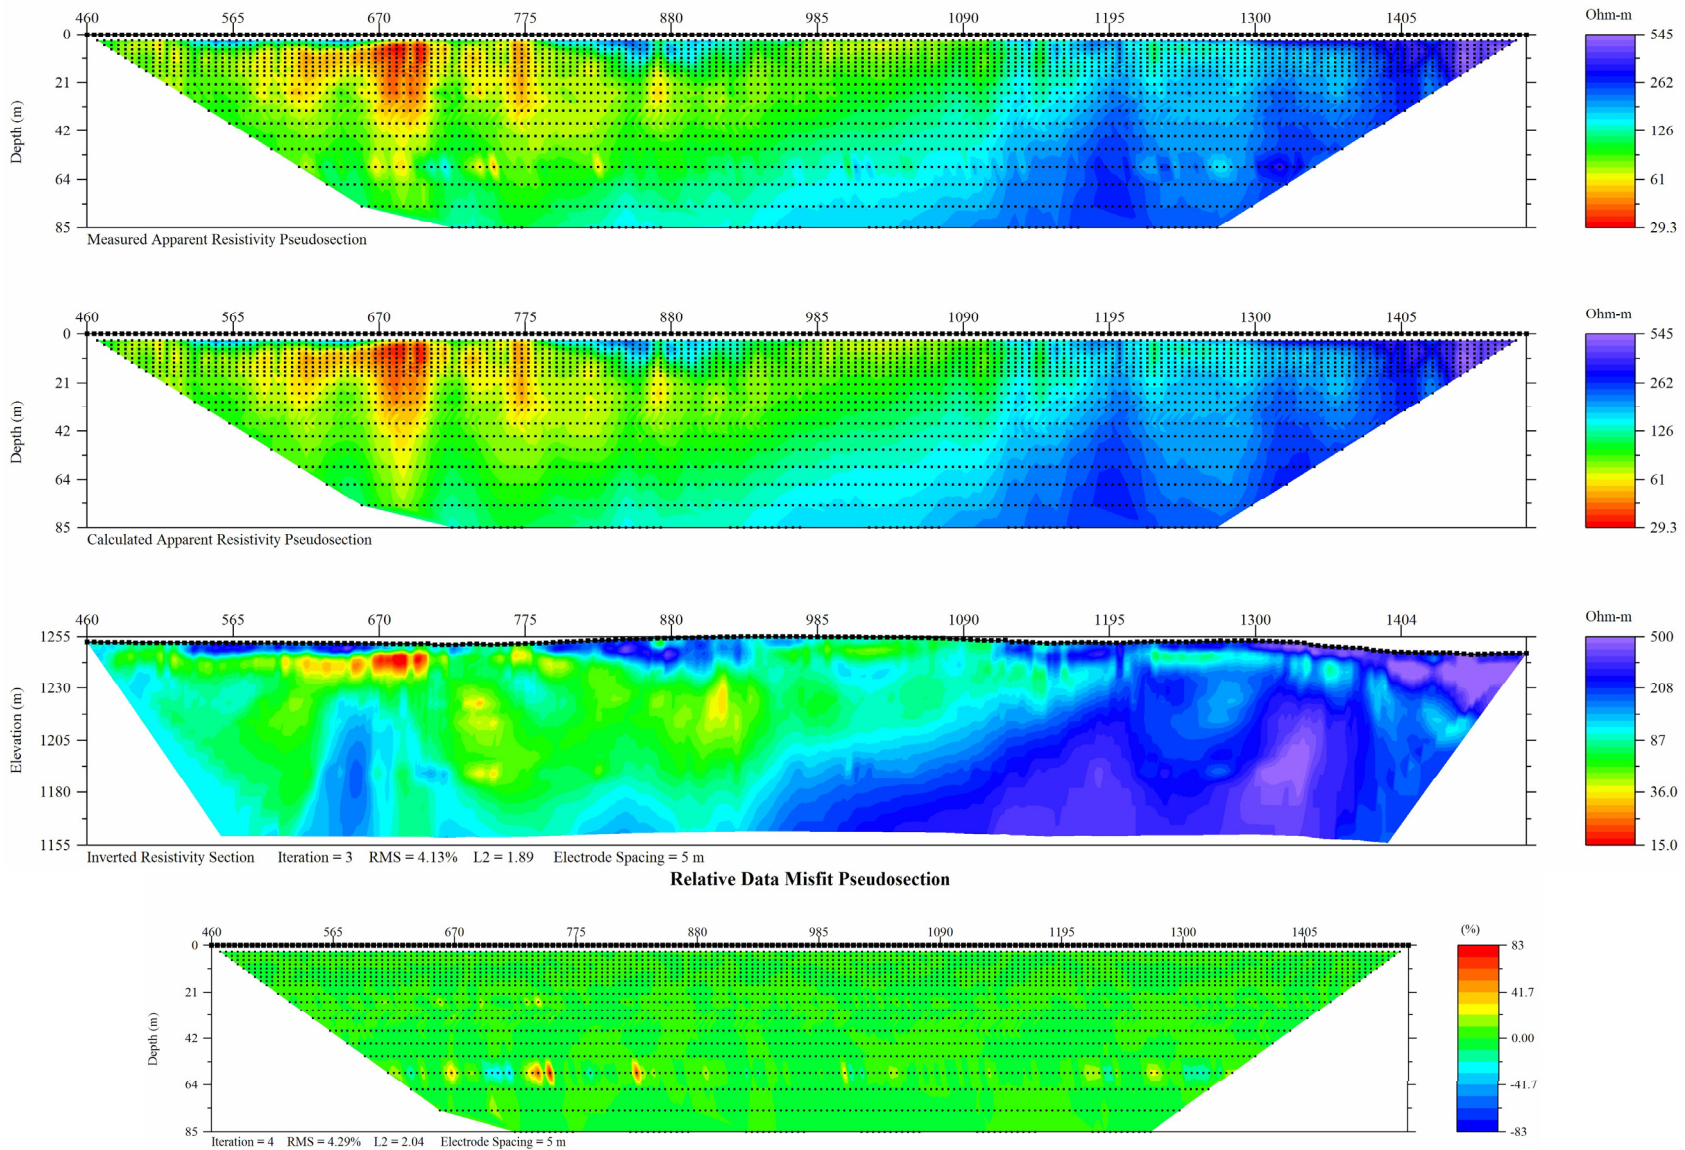 460 565 670 775 880 985 1090 1195 1300 1405
Ohm-m
0
21
42
64
85
Depth (m)
545
262
126
61
29.3
Measured Apparent Resistivity Pseudosection
460 565 670 775 880 985 1090 1195 1300 1405
Ohm-m
0
21
42
64
85
Depth (m)
545
262
126
61
29.3
Calculated Apparent Resistivity Pseudosection
460 565 670 775 880 985 1090 1195 1300 1404
Ohm-m
1255
1230
1205
1180
1155
Elevation (m)
500
208
87
36.0
15.0
Inverted Resistivity Section Iteration = 3 RMS = 4.13% L2 = 1.89 Electrode Spacing = 5 m
Relative Data Misfit Pseudosection
460 565 670 775 880 985 1090 1195 1300 1405
(%)
0
21
42
64
85
Depth (m)
83
41.7
0.00
-41.7
-83
Iteration = 4 RMS = 4.29% L2 = 2.04 Electrode Spacing = 5 m